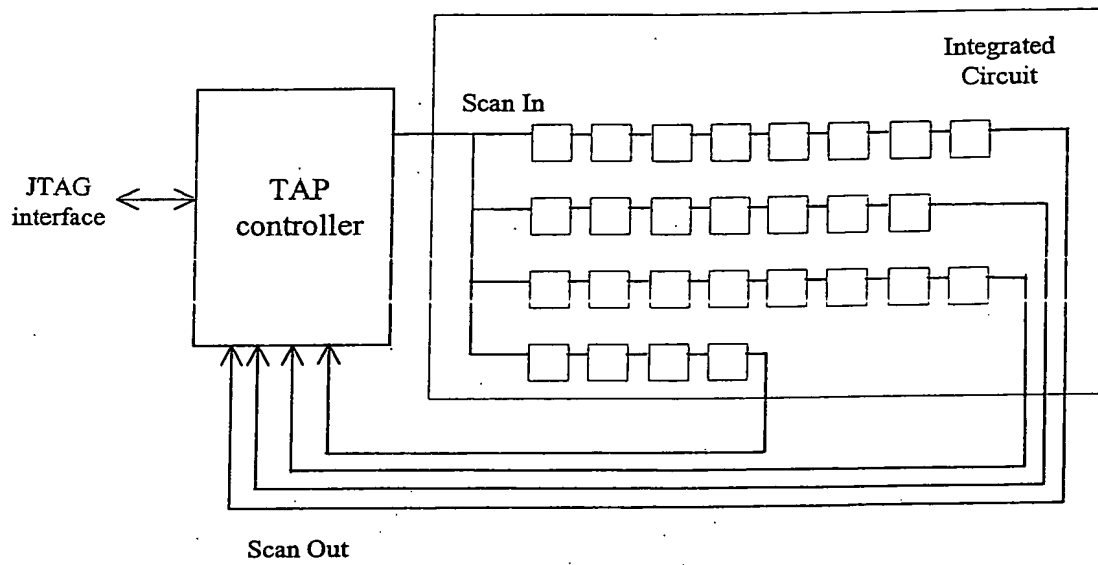 Integrated
Circuit
Scan In
JTAG
interface
TAP
controller
Scan Out